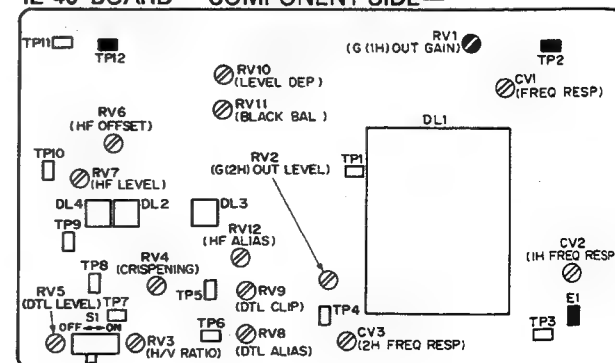 IE-40 BOARD —COMPONENT SIDE—
TP11
TP12
RV1
(G(1H)OUT GAIN)
TP2
RV10
(LEVEL DEP)
CV1
(FREQ RESP)
RV11
(BLACK BAL )
RV6
(HF OFFSET)
DL1
RV2
(G(2H)OUT LEVEL)
TP1
TP10
RV7
(HF LEVEL)
DL4
DL2
DL3
TP9
RV12
(HF ALIAS)
CV2
(1H FREQ RESP
RV4
(CRISPENING)
TP8
TP5
RV9
(DTL CLIP)
RV5
(DTL LEVEL)
TP7
S1
OFF↔ON
E1
TP4
TP6
RV8
(DTL ALIAS)
RV3
(H/V RATIO)
CV3
(2H FREQ RESP)
TP3